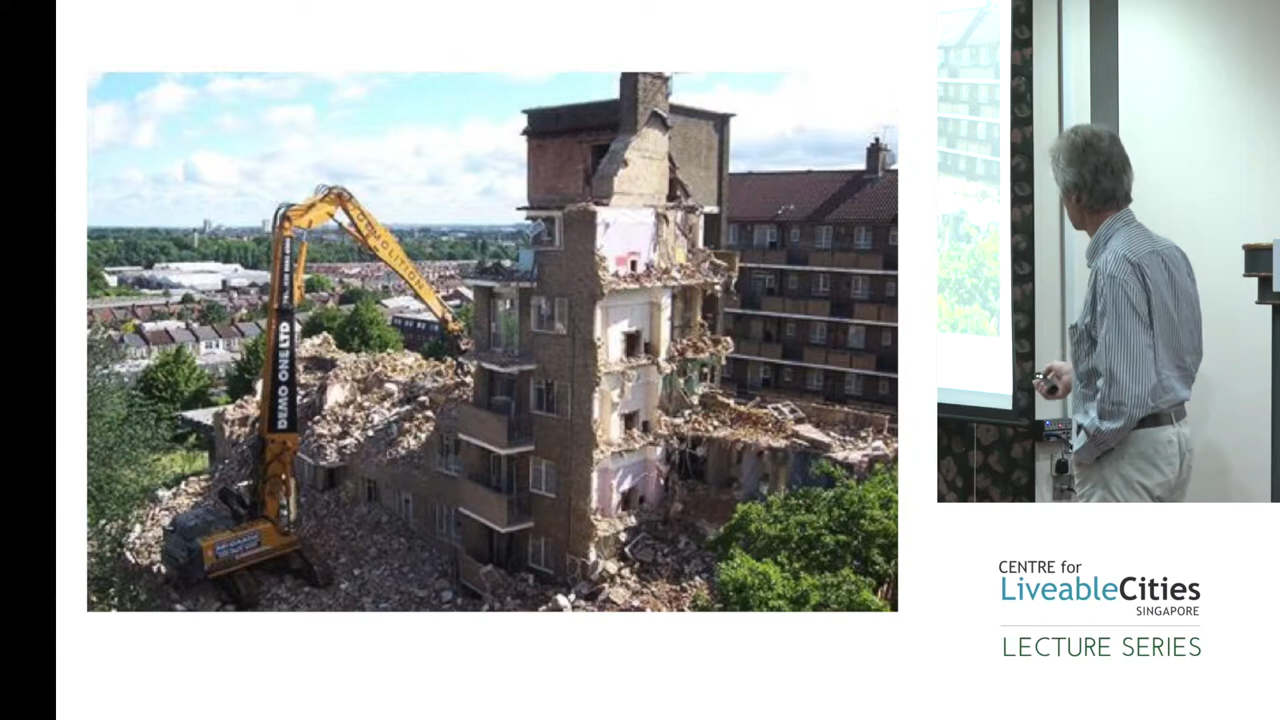 DEMOLITION
DEMO ONE LTD
CENTRE for
LiveableCities
SINGAPORE
LECTURE SERIES